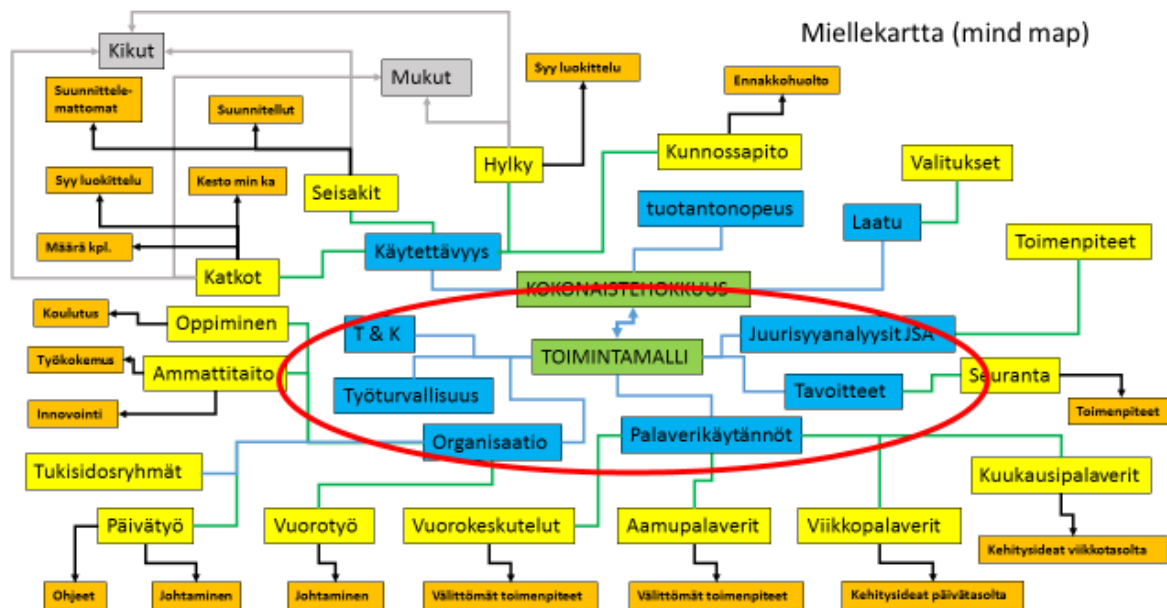 Miellekartta (mind map)
Kikut
Mukut
Syy luokittelu
Ennakkohuolto
Suunnittele-
mattomat
Suunnitellut
Hylky
Kunnossapito
Valitukset
Syy luokittelu
Kesto min ka
Seisakit
tuotantonopeus
Laatu
Määrä kpl.
Katkot
Käytettävyys
Toimenpiteet
KOKONAISTEHOKKUUS
Koulutus
Oppiminen
T & K
TOIMINTAMALLI
Juurisyyanalyysit JSA
Työkokemus
Ammattitaito
Työturvallisuus
Tavoitteet
Seuranta
Innovointi
Toimenpiteet
Organisaatio
Palaverikäytännöt
Tukisidosryhmät
Kuukausipalaverit
Päivätyö
Vuorotyö
Vuorokeskutelut
Aamupalaverit
Viikkopalaverit
Kehitysideat viikkotasolta
Ohjeet
Johtaminen
Johtaminen
Välittömät toimenpiteet
Välittömät toimenpiteet
Kehitysideat päivätasolta